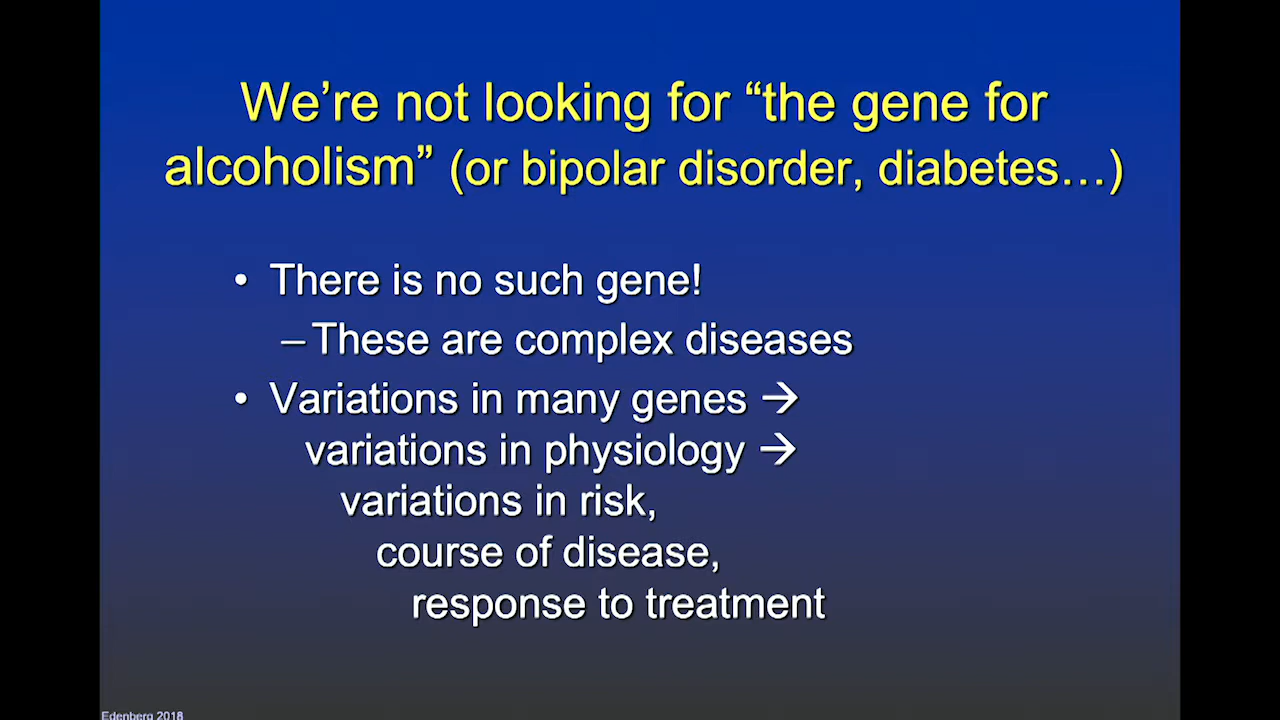 We’re not looking for “the gene for
alcoholism” (or bipolar disorder, diabetes…)
• There is no such gene!
– These are complex diseases
• Variations in many genes →
variations in physiology →
variations in risk,
course of disease,
response to treatment
Edenberg 2018